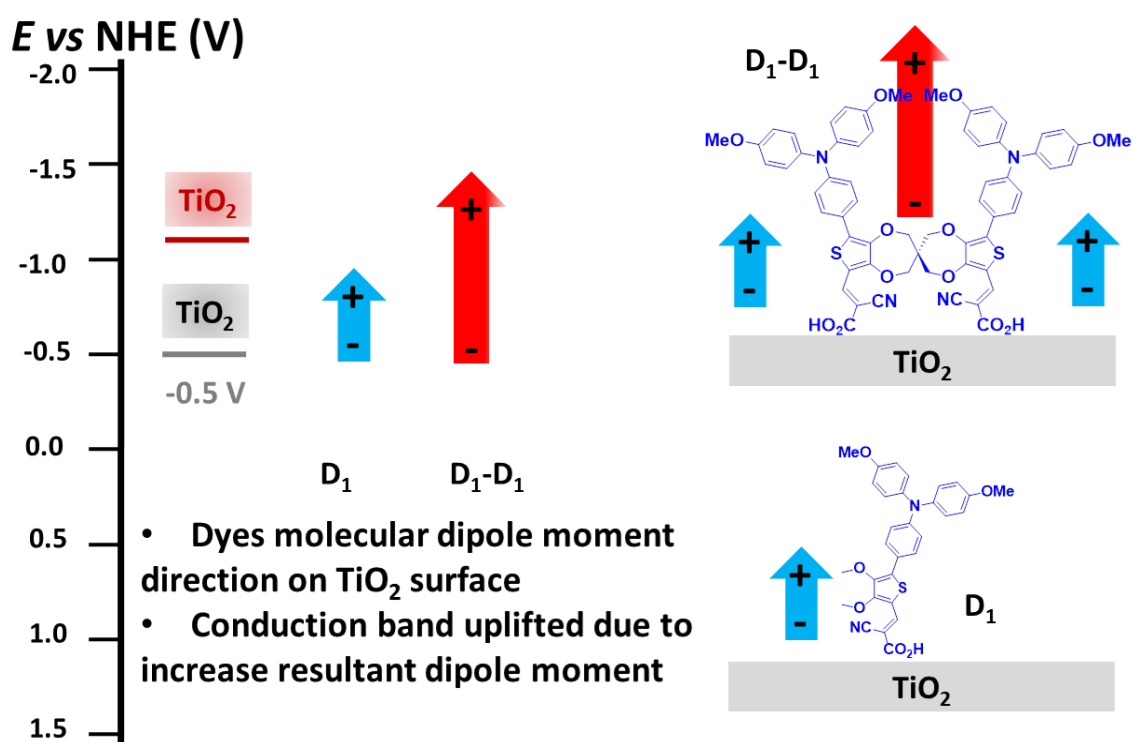 E vs NHE (V)
-2.0
-1.5
-1.0
-0.5
0.0
0.5
1.0
1.5
TiO₂
TiO₂
-0.5 V
+
-
+
-
D₁
D₁-D₁
• Dyes molecular dipole moment
direction on TiO₂ surface
• Conduction band uplifted due to
increase resultant dipole moment
D₁-D₁
+
-
OMe
MeO
MeO
OMe
N
N
+
-
+
-
O
O
S
S
O
O
CN
NC
HO₂C
CO₂H
TiO₂
MeO
OMe
N
+
-
O
S
O
D₁
NC
CO₂H
TiO₂